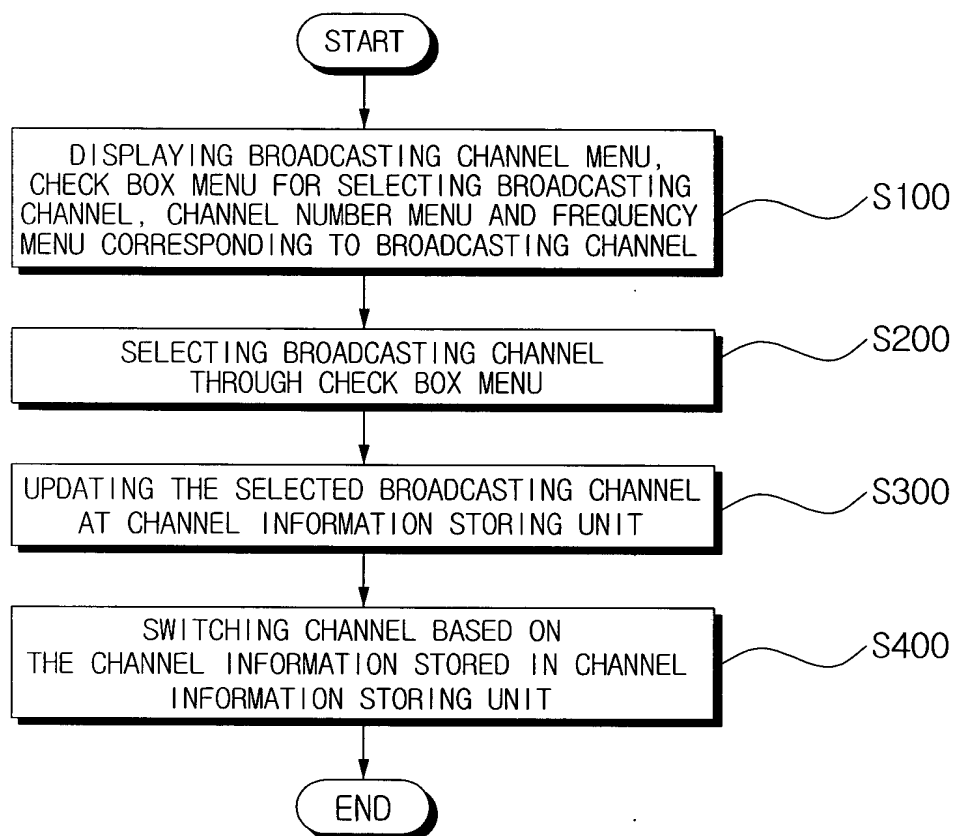 START
DISPLAYING BROADCASTING CHANNEL MENU,
CHECK BOX MENU FOR SELECTING BROADCASTING
CHANNEL, CHANNEL NUMBER MENU AND FREQUENCY
MENU CORRESPONDING TO BROADCASTING CHANNEL
S100
SELECTING BROADCASTING CHANNEL
THROUGH CHECK BOX MENU
S200
UPDATING THE SELECTED BROADCASTING CHANNEL
AT CHANNEL INFORMATION STORING UNIT
S300
SWITCHING CHANNEL BASED ON
THE CHANNEL INFORMATION STORED IN CHANNEL
INFORMATION STORING UNIT
S400
END